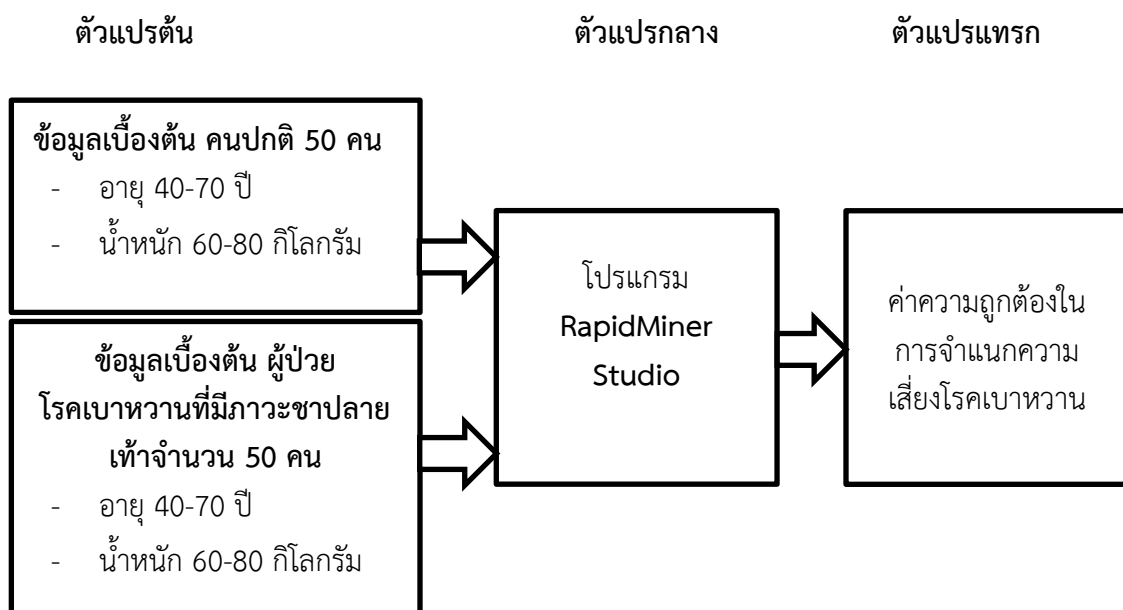 ตัวแปรต้น
ตัวแปรกลาง
ตัวแปรแทรก
ข้อมูลเบื้องต้น คนปกติ 50 คน
- อายุ 40-70 ปี
- น้ำหนัก 60-80 กิโลกรัม
ข้อมูลเบื้องต้น ผู้ป่วย
โรคเบาหวานที่มีภาวะชาปลาย
เท้าจำนวน 50 คน
- อายุ 40-70 ปี
- น้ำหนัก 60-80 กิโลกรัม
โปรแกรม
RapidMiner
Studio
ค่าความถูกต้องใน
การจำแนกความ
เสี่ยงโรคเบาหวาน